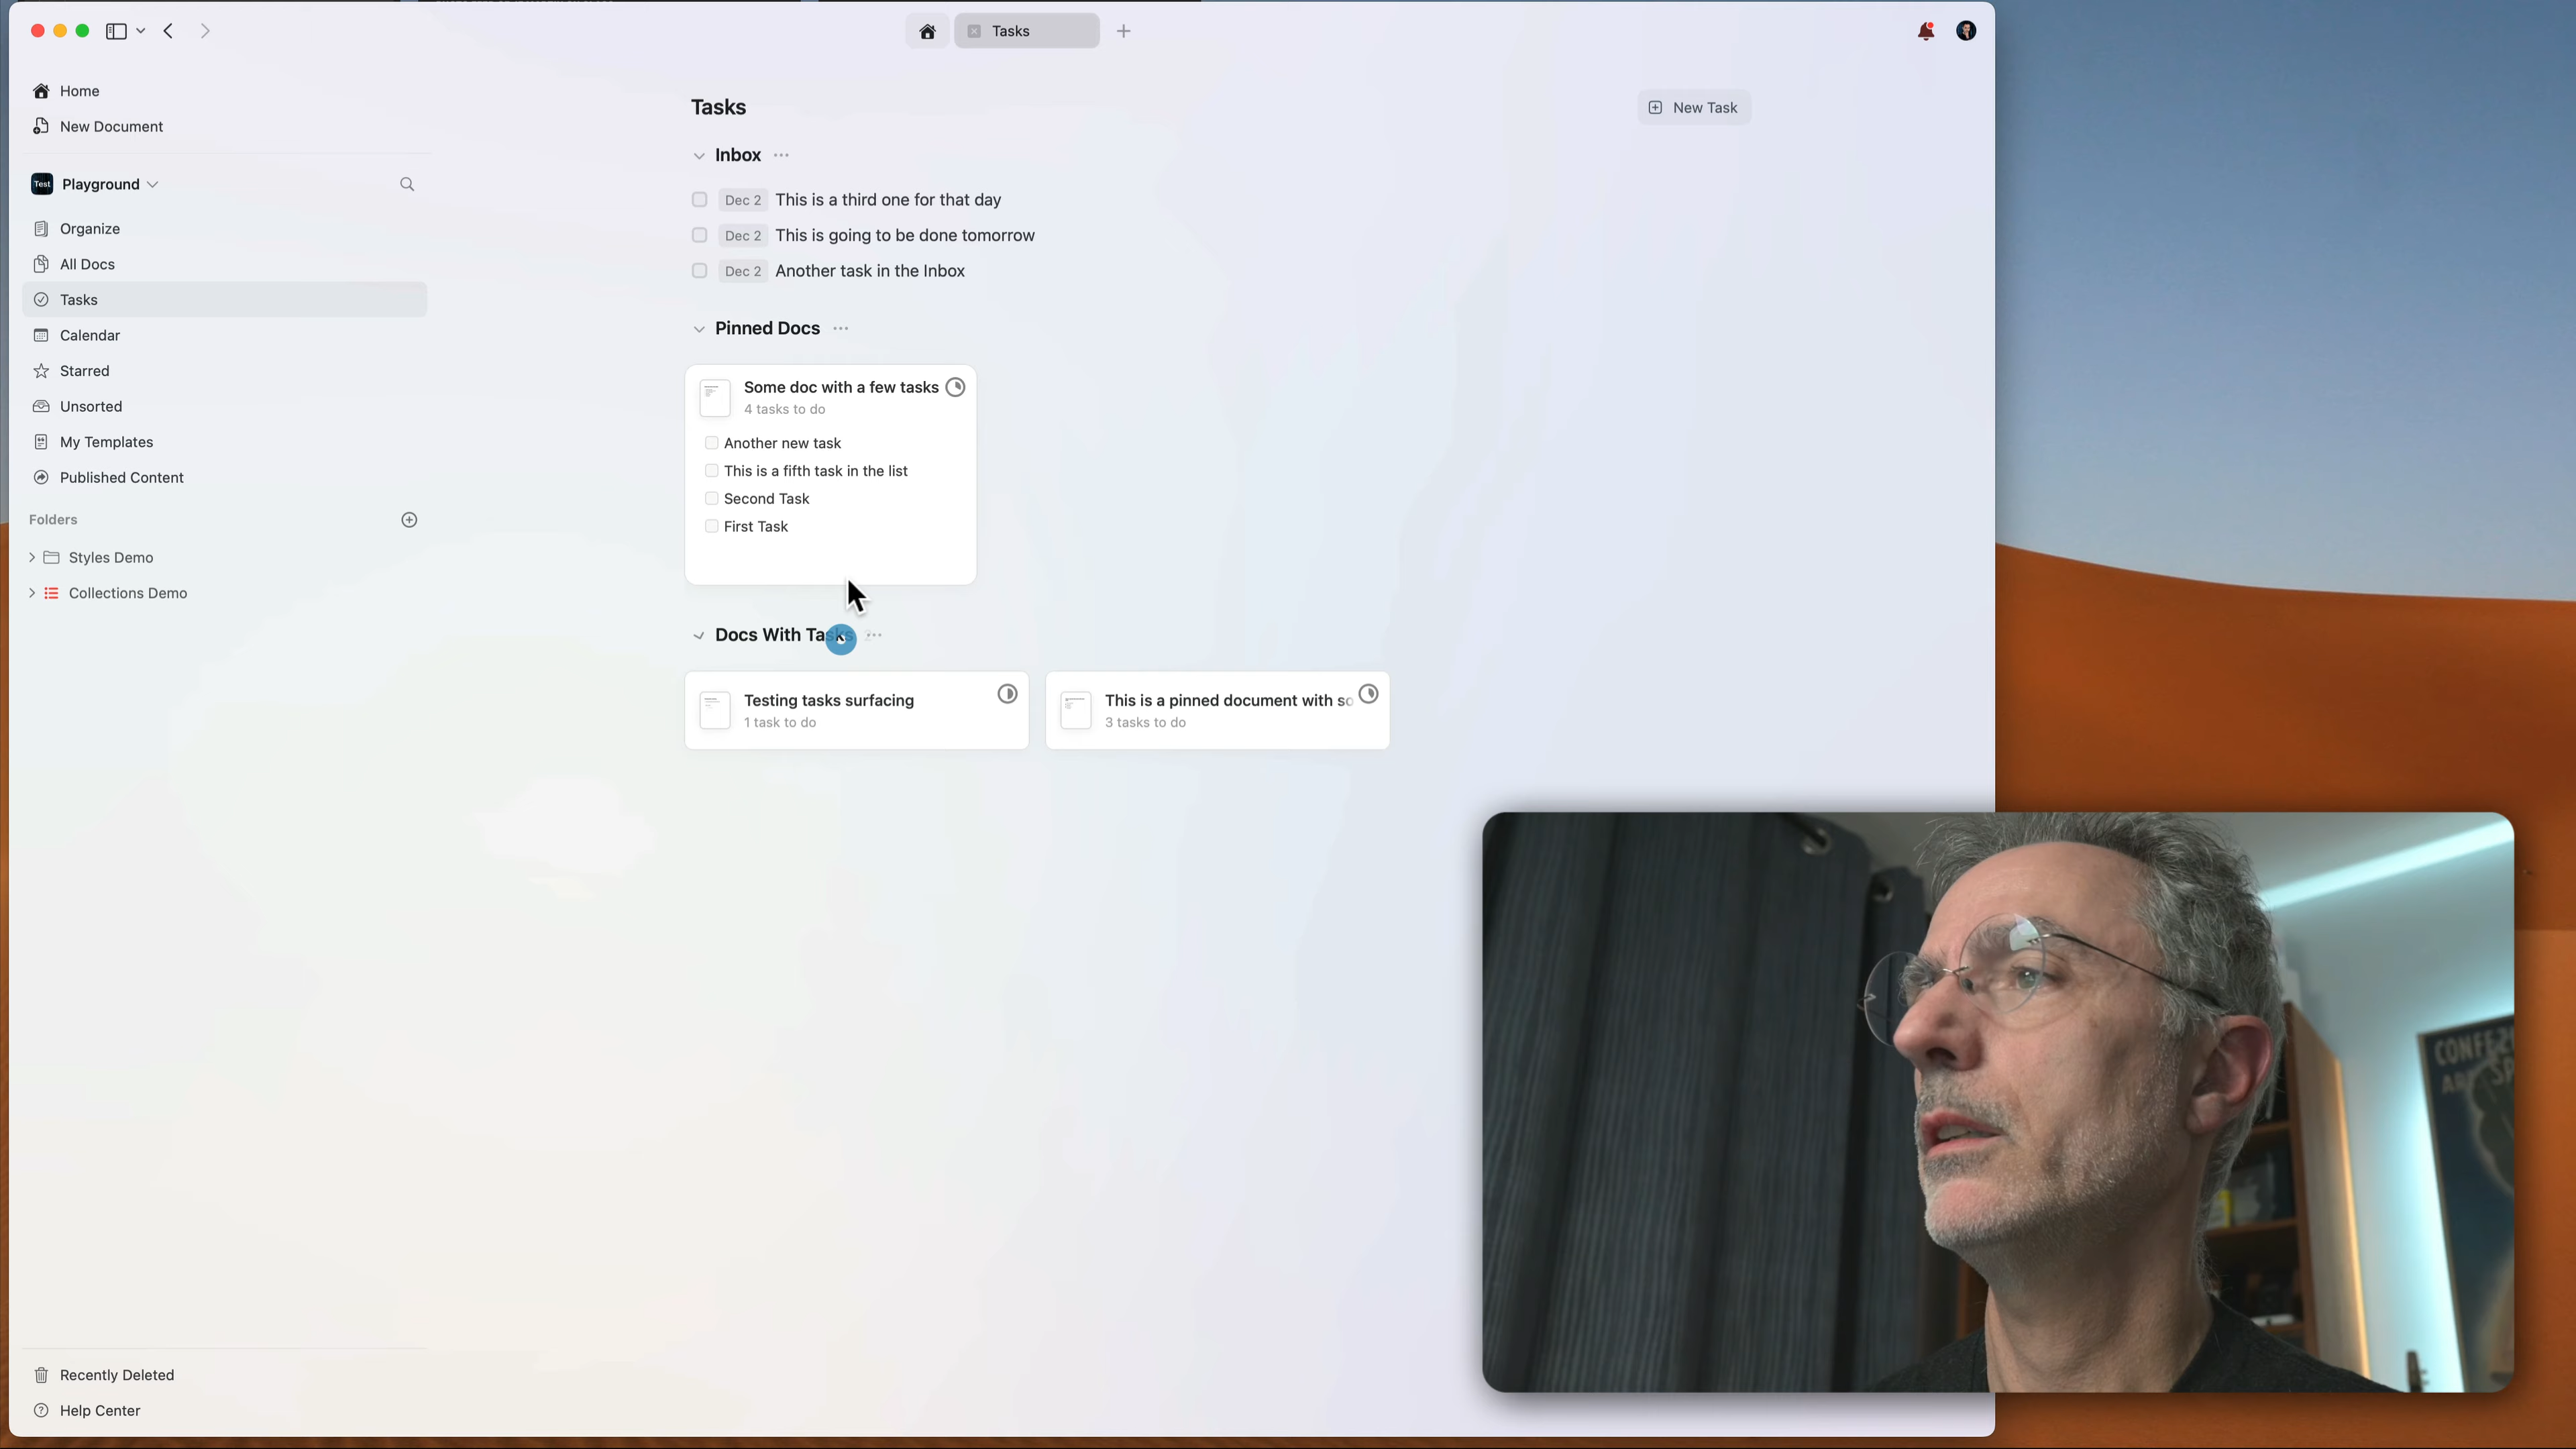 Tasks
Home
New Document
Test Playground
Organize
All Docs
Tasks
Calendar
Starred
Unsorted
My Templates
Published Content
Folders
Styles Demo
Collections Demo
Recently Deleted
Help Center
Tasks
New Task
Inbox
Dec 2 This is a third one for that day
Dec 2 This is going to be done tomorrow
Dec 2 Another task in the Inbox
Pinned Docs
Some doc with a few tasks
4 tasks to do
Another new task
This is a fifth task in the list
Second Task
First Task
Docs With Tasks
Testing tasks surfacing
1 task to do
This is a pinned document with so
3 tasks to do